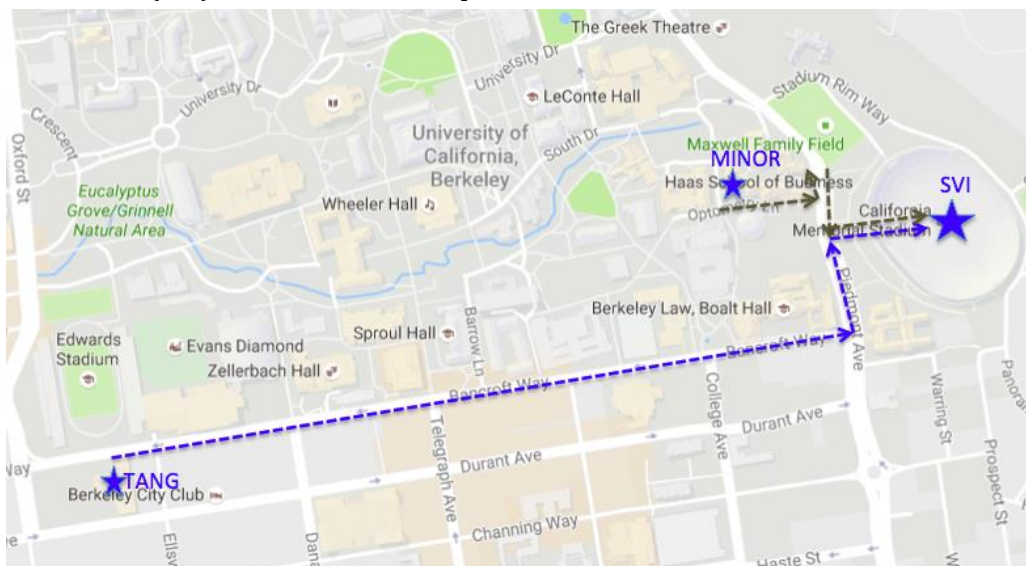 The Greek Theatre
University Dr
University Dr
Stadium Rim Way
Crescent
Oxford St
LeConte Hall
University of
California,
Berkeley
South Dr
Maxwell Family Field
MINOR
Haas School of Business
SVI
Eucalyptus
Grove/Grinnell
Natural Area
Wheeler Hall
California
Memorial Stadium
Piedmont Ave
Berkeley Law, Boalt Hall
Edwards
Stadium
Evans Diamond
Sproul Hall
Barrow Ln
Zellerbach Hall
Bancroft Way
Bancroft Way
College Ave
Warring St
Telegraph Ave
Durant Ave
Durant Ave
Prospect St
Way
TANG
Berkeley City Club
Channing Way
Haste St